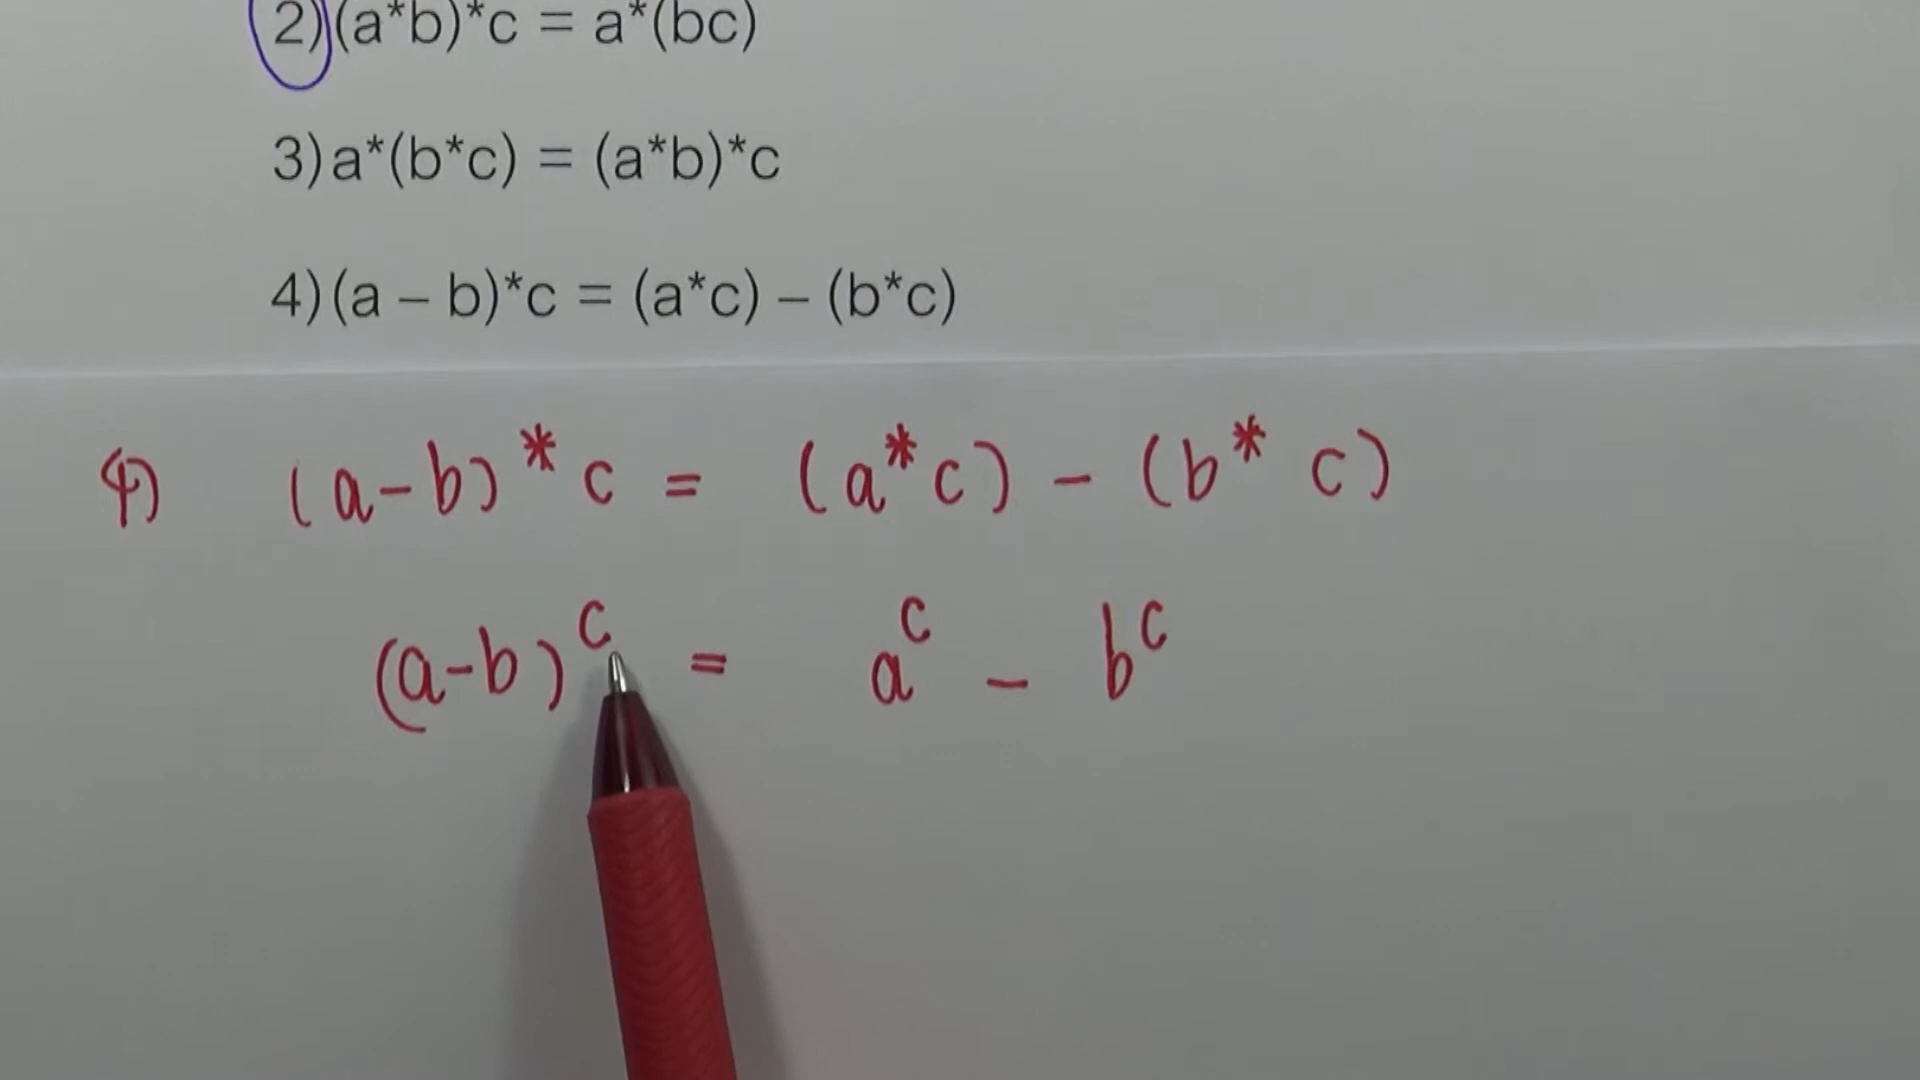 2) (a*b)*c = a*(bc)
3) a*(b*c) = (a*b)*c
4) (a – b)*c = (a*c) – (b*c)
4) (a-b)*c = (a*c) - (b*c)
(a-b)^c = a^c - b^c